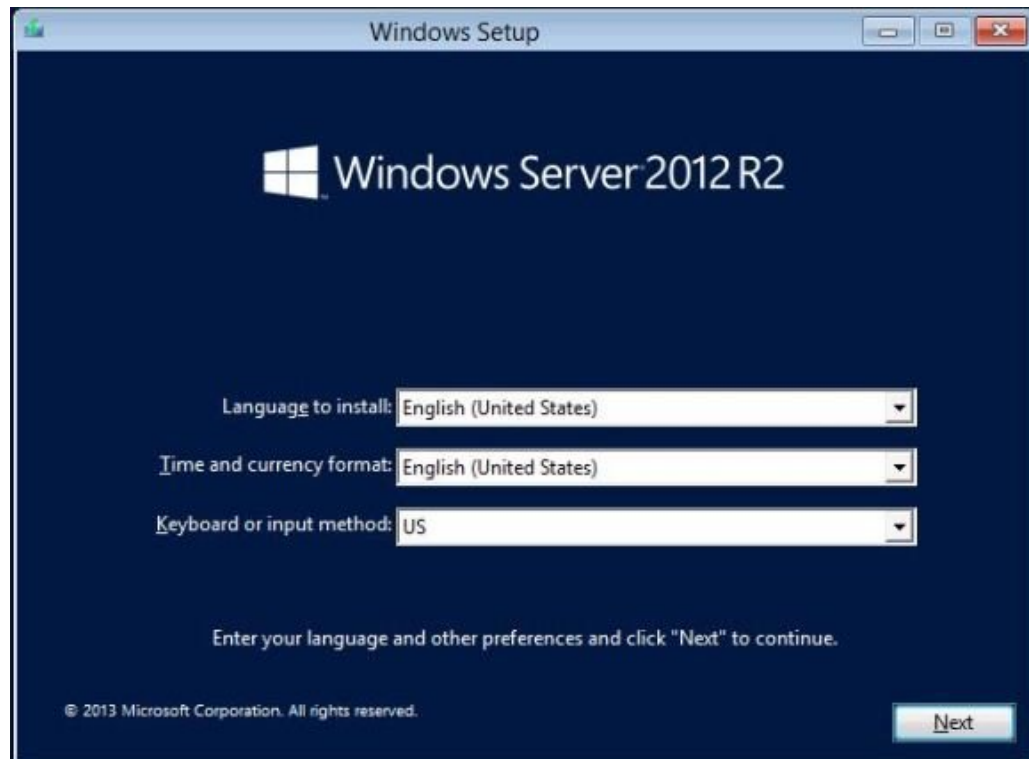 Windows Setup
Windows Server 2012 R2
Language to install: English (United States)
Time and currency format: English (United States)
Keyboard or input method: US
Enter your language and other preferences and click "Next" to continue.
© 2013 Microsoft Corporation. All rights reserved.
Next